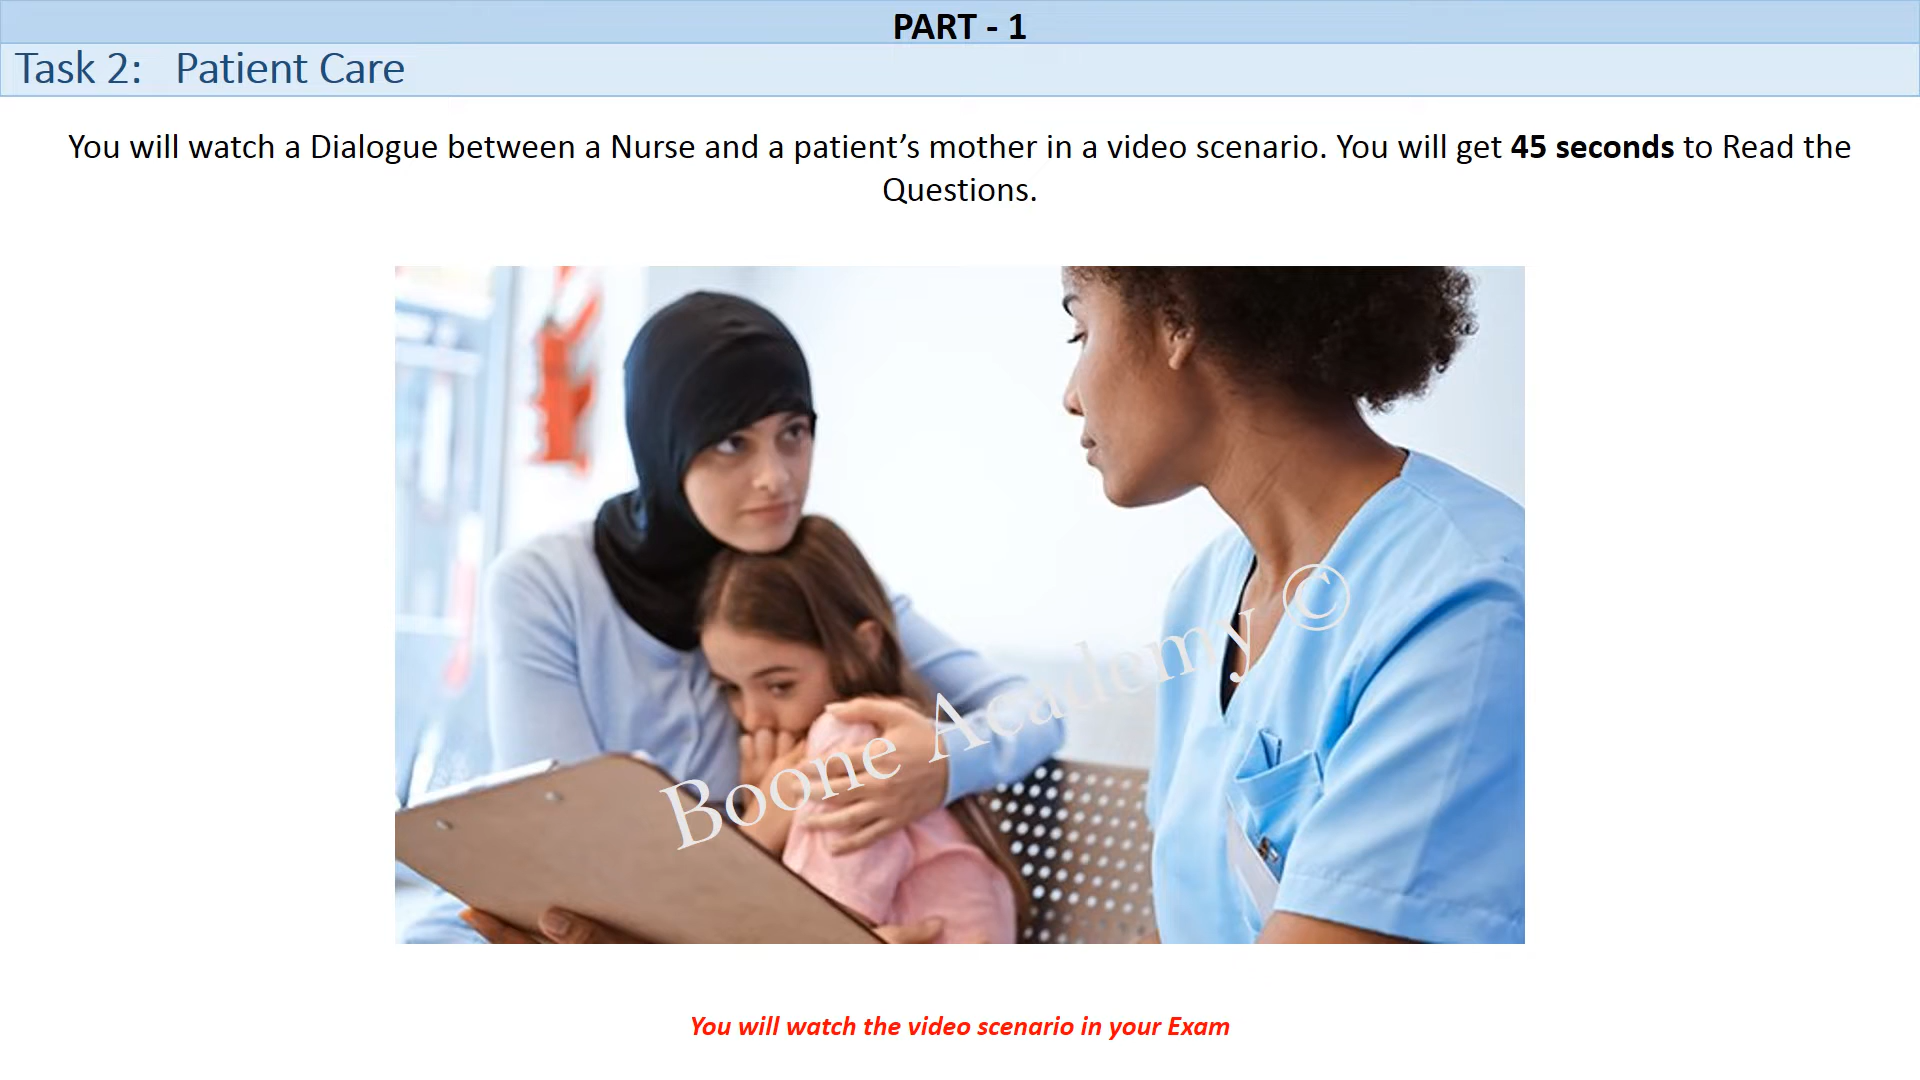 PART - 1
Task 2:   Patient Care
You will watch a Dialogue between a Nurse and a patient’s mother in a video scenario. You will get 45 seconds to Read the
Questions.
Boone Academy ©
You will watch the video scenario in your Exam